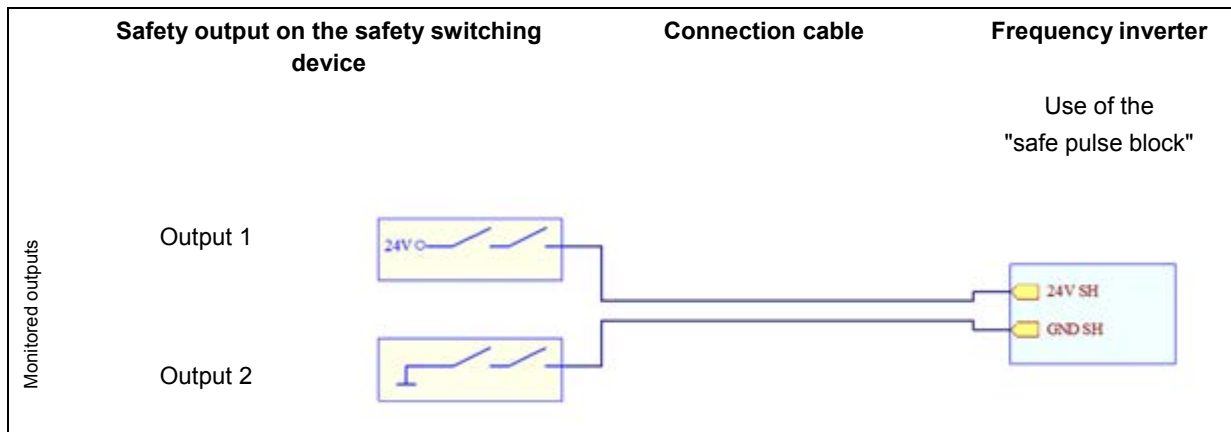 Safety output on the safety switching
device
Connection cable
Frequency inverter
Use of the
"safe pulse block"
Monitored outputs
Output 1
24V
24V SH
GND SH
Output 2